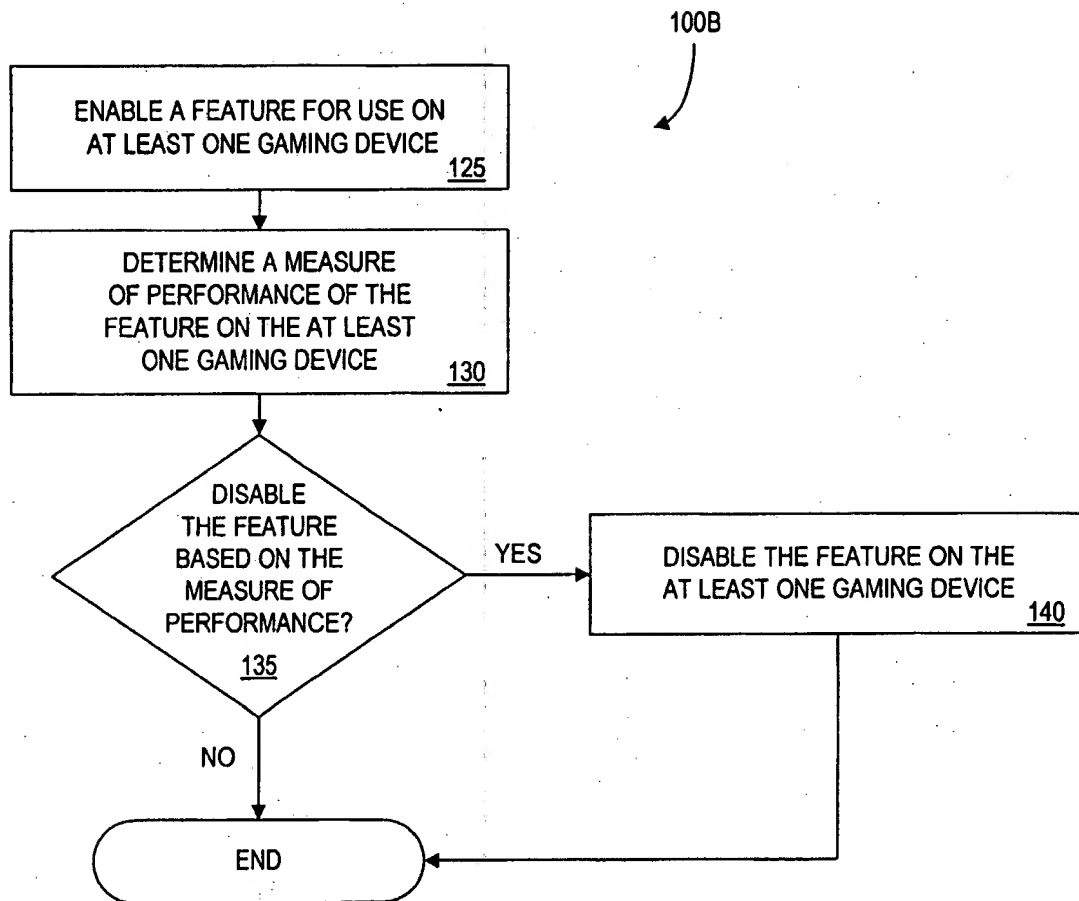 100B
ENABLE A FEATURE FOR USE ON
AT LEAST ONE GAMING DEVICE
125
DETERMINE A MEASURE
OF PERFORMANCE OF THE
FEATURE ON THE AT LEAST
ONE GAMING DEVICE
130
DISABLE
THE FEATURE
BASED ON THE
MEASURE OF
PERFORMANCE?
135
YES
DISABLE THE FEATURE ON THE
AT LEAST ONE GAMING DEVICE
140
NO
END